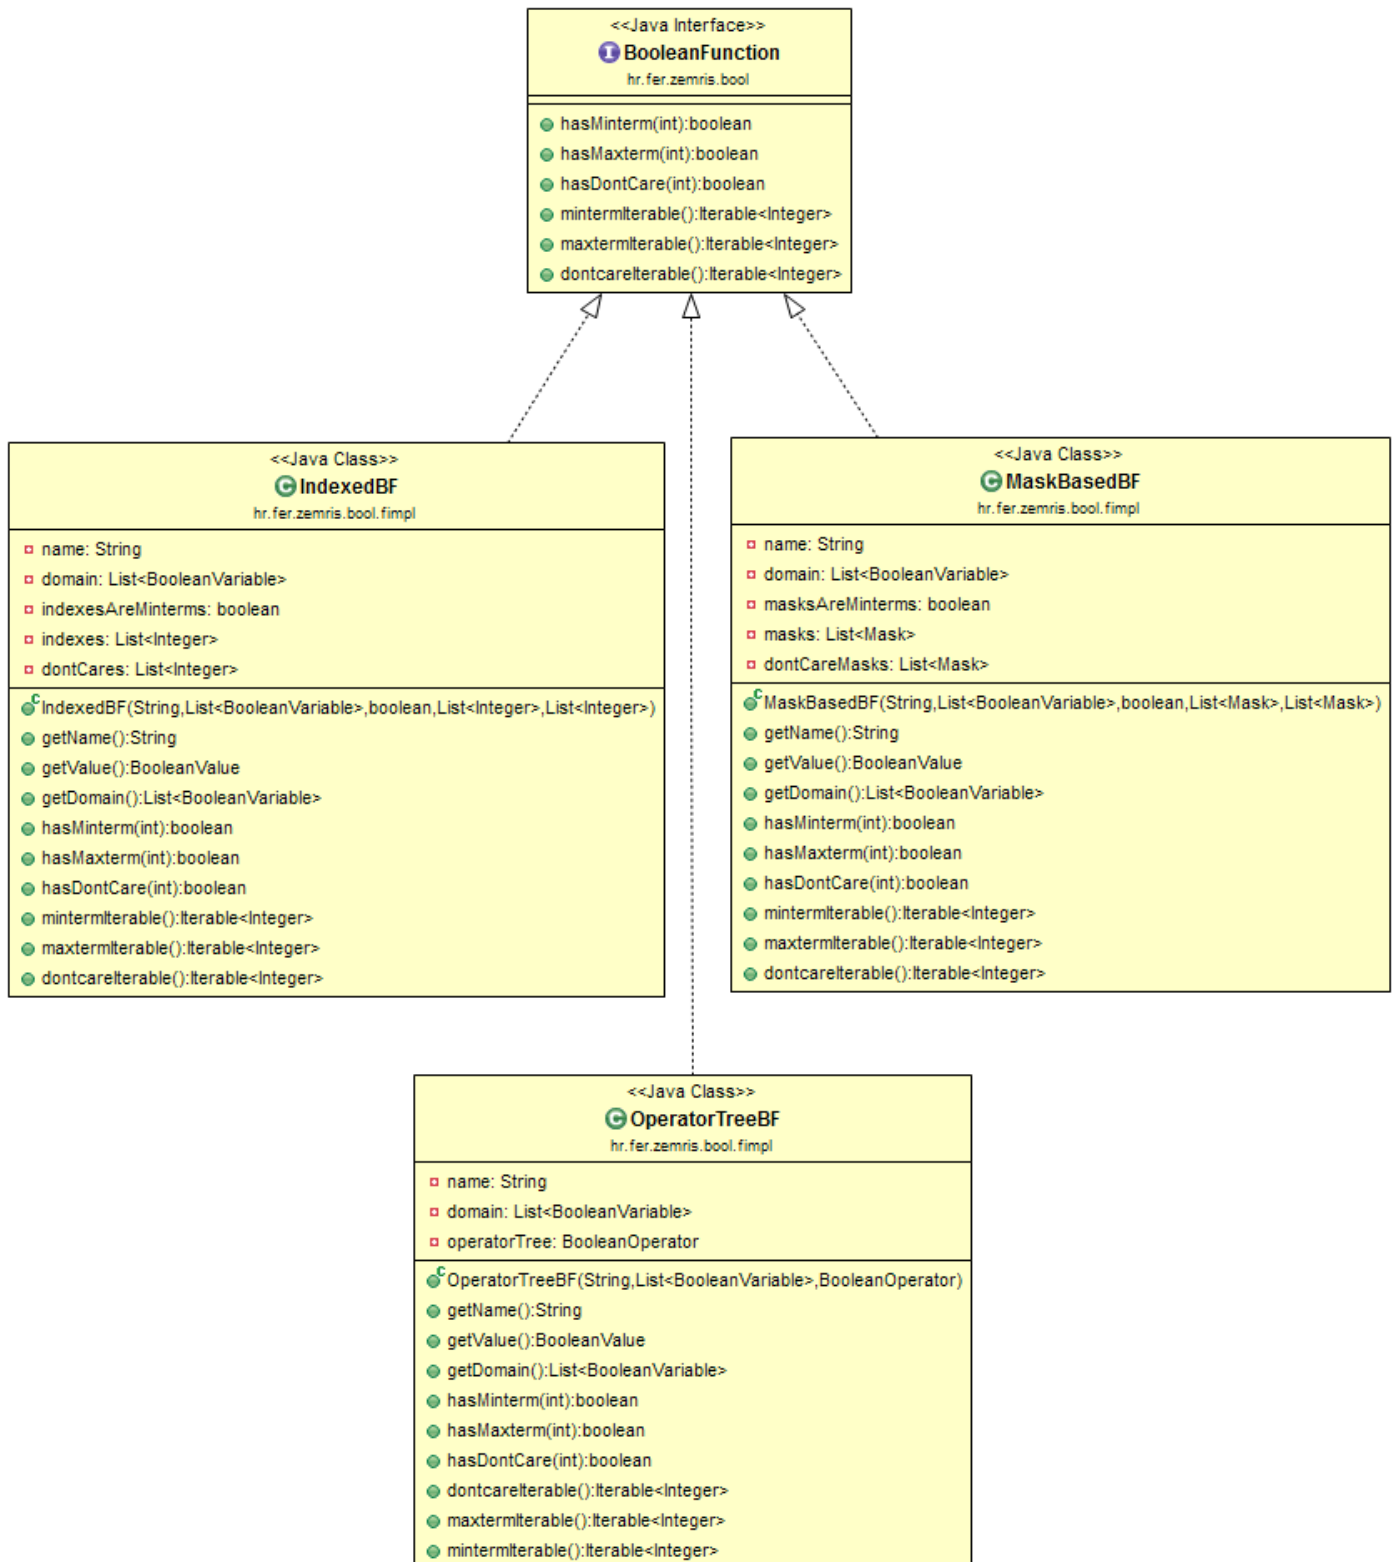 <<Java Interface>>
BooleanFunction
hr.fer.zemris.bool
hasMinterm(int):boolean
hasMaxterm(int):boolean
hasDontCare(int):boolean
mintermIterable():Iterable<Integer>
maxtermIterable():Iterable<Integer>
dontcareIterable():Iterable<Integer>
<<Java Class>>
IndexedBF
hr.fer.zemris.bool.fimpl
name: String
domain: List<BooleanVariable>
indexesAreMinterms: boolean
indexes: List<Integer>
dontCares: List<Integer>
IndexedBF(String,List<BooleanVariable>,boolean,List<Integer>,List<Integer>)
getName():String
getValue():BooleanValue
getDomain():List<BooleanVariable>
hasMinterm(int):boolean
hasMaxterm(int):boolean
hasDontCare(int):boolean
mintermIterable():Iterable<Integer>
maxtermIterable():Iterable<Integer>
dontcareIterable():Iterable<Integer>
<<Java Class>>
MaskBasedBF
hr.fer.zemris.bool.fimpl
name: String
domain: List<BooleanVariable>
masksAreMinterms: boolean
masks: List<Mask>
dontCareMasks: List<Mask>
MaskBasedBF(String,List<BooleanVariable>,boolean,List<Mask>,List<Mask>)
getName():String
getValue():BooleanValue
getDomain():List<BooleanVariable>
hasMinterm(int):boolean
hasMaxterm(int):boolean
hasDontCare(int):boolean
mintermIterable():Iterable<Integer>
maxtermIterable():Iterable<Integer>
dontcareIterable():Iterable<Integer>
<<Java Class>>
OperatorTreeBF
hr.fer.zemris.bool.fimpl
name: String
domain: List<BooleanVariable>
operatorTree: BooleanOperator
OperatorTreeBF(String,List<BooleanVariable>,BooleanOperator)
getName():String
getValue():BooleanValue
getDomain():List<BooleanVariable>
hasMinterm(int):boolean
hasMaxterm(int):boolean
hasDontCare(int):boolean
dontcareIterable():Iterable<Integer>
maxtermIterable():Iterable<Integer>
mintermIterable():Iterable<Integer>